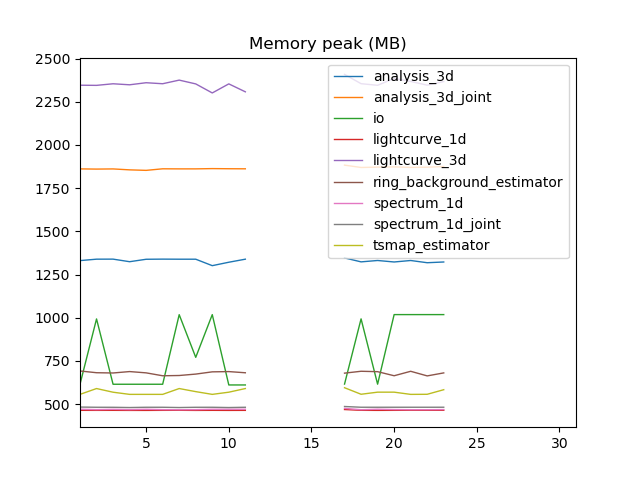 Memory peak (MB)
2500
2250
2000
1750
1500
1250
1000
750
500
analysis_3d
analysis_3d_joint
io
lightcurve_1d
lightcurve_3d
ring_background_estimator
spectrum_1d
spectrum_1d_joint
tsmap_estimator
5
10
15
20
25
30